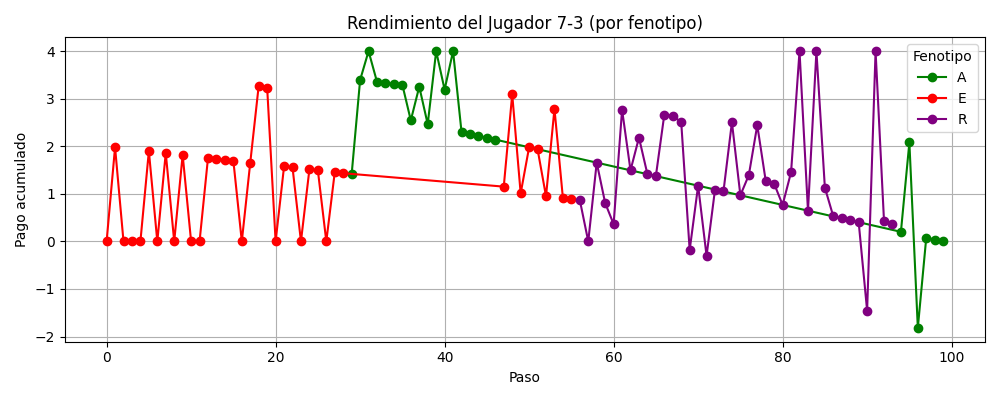 Rendimiento del Jugador 7-3 (por fenotipo)
Pago acumulado
4
3
2
1
0
−1
−2
Fenotipo
A
E
R
0 20 40 60 80 100
Paso